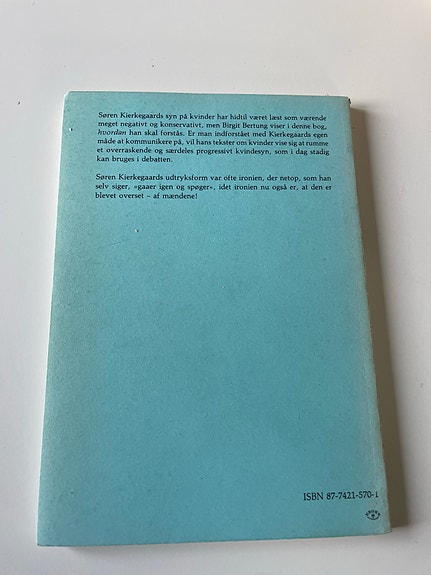 Søren Kierkegaards syn på kvinder har hidtil været læst som værende
meget negativt og konservativt, men Birgit Bertung viser i denne bog,
hvordan han skal forstås. Er man indforstået med Kierkegaards egen
måde at kommunikere på, vil hans tekster om kvinder vise sig at rumme
et overraskende og særdeles progressivt kvindesyn, som i dag stadig
kan bruges i debatten.
Søren Kierkegaards udtryksform var ofte ironien, der netop, som han
selv siger, »gaaer igen og spøger«, idet ironien nu også er, at den er
blevet overset – af mændene!
ISBN 87-7421-570-1